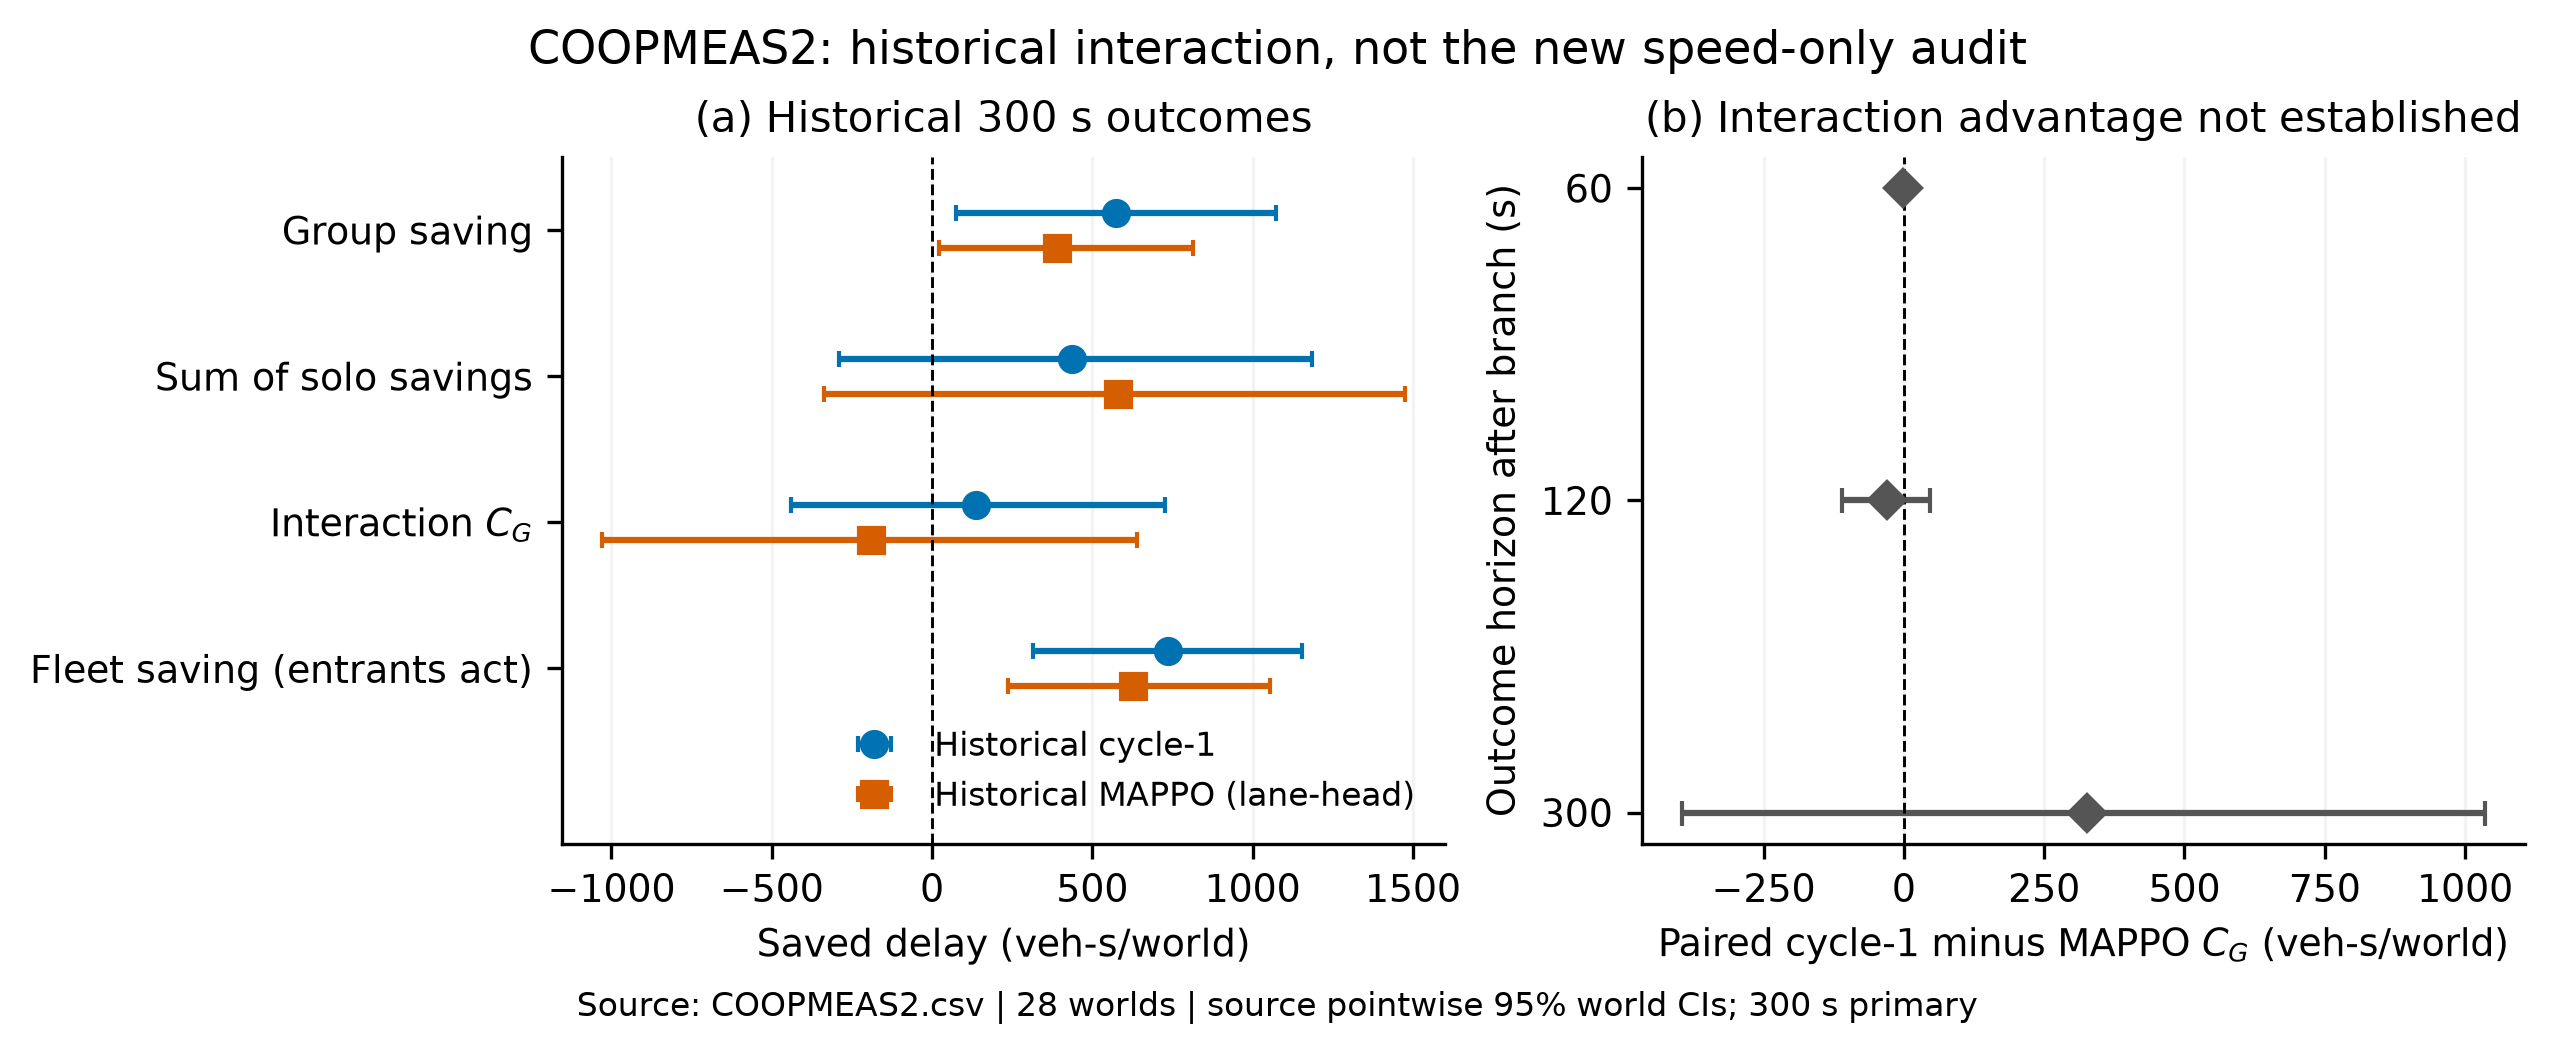 COOPMEAS2: historical interaction, not the new speed-only audit
(a) Historical 300 s outcomes
Group saving
Sum of solo savings
Interaction C_G
Fleet saving (entrants act)
Historical cycle-1
Historical MAPPO (lane-head)
−1000 −500 0 500 1000 1500
Saved delay (veh-s/world)
(b) Interaction advantage not established
Outcome horizon after branch (s)
60
120
300
−250 0 250 500 750 1000
Paired cycle-1 minus MAPPO C_G (veh-s/world)
Source: COOPMEAS2.csv | 28 worlds | source pointwise 95% world CIs; 300 s primary